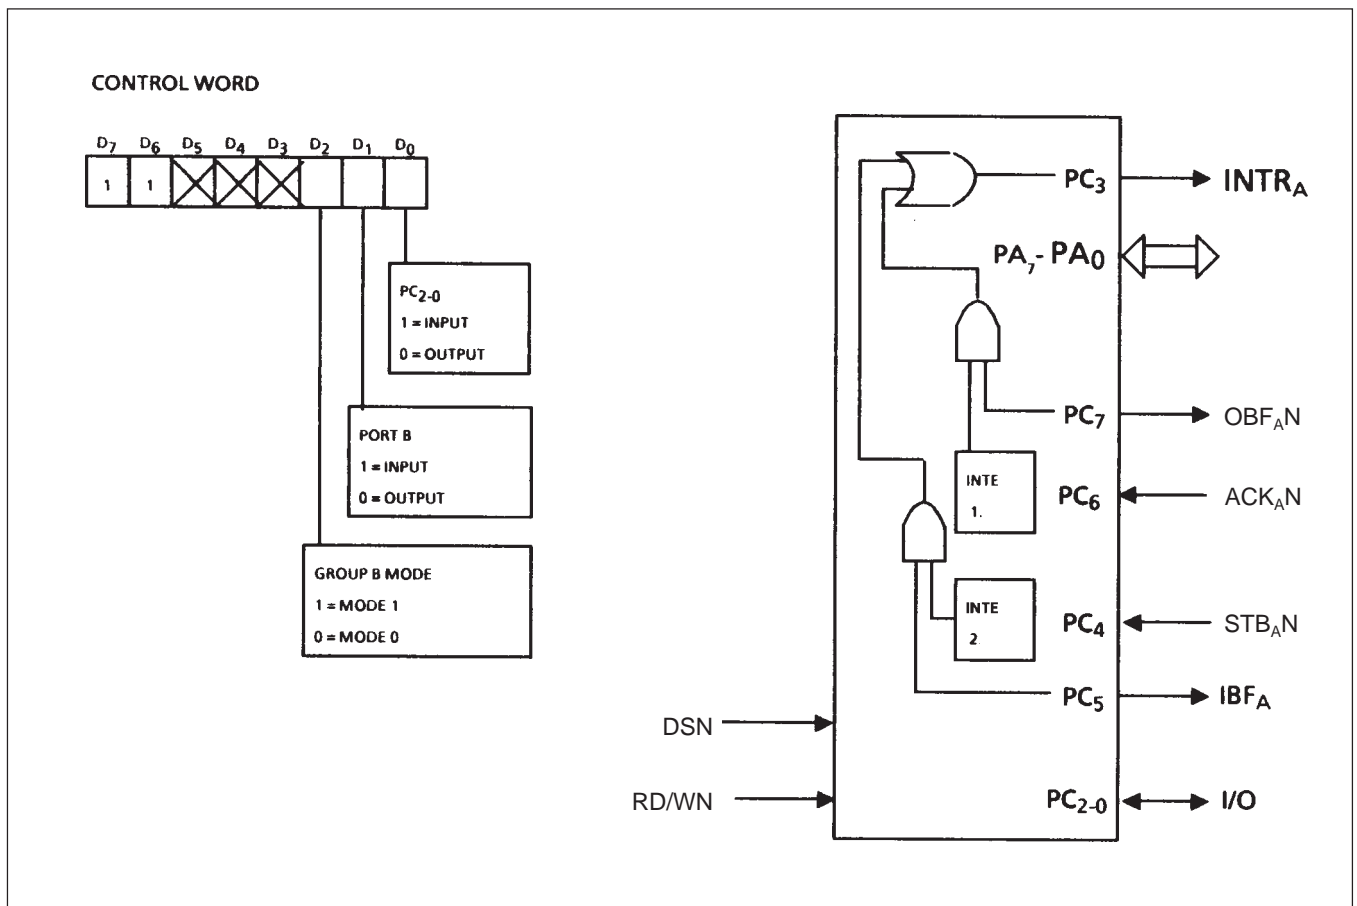 CONTROL WORD
D7 D6 D5 D4 D3 D2 D1 D0
1 1
PC2-0
1 = INPUT
0 = OUTPUT
PORT B
1 = INPUT
0 = OUTPUT
GROUP B MODE
1 = MODE 1
0 = MODE 0
PC3 INTRA
PA7- PA0
PC7 OBFAN
INTE
1.
PC6 ACKAN
INTE
2
PC4 STBAN
PC5 IBFA
DSN
RD/WN
PC2-0 I/O